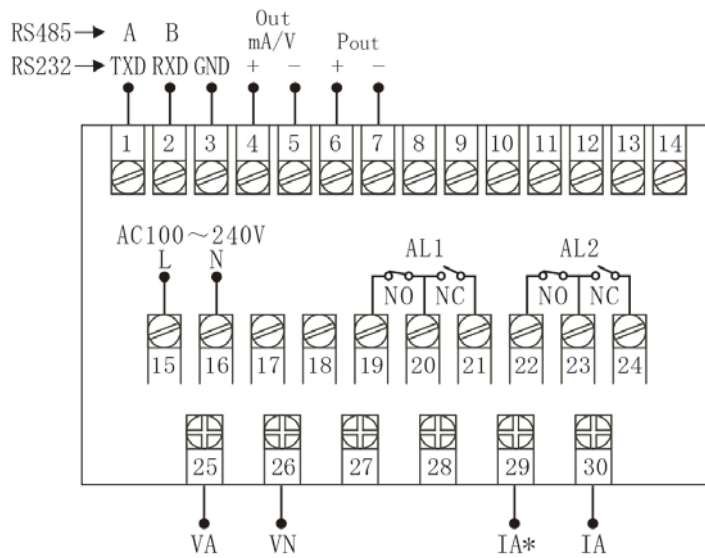 RS485→ A B
Out
mA/V
Pout
RS232→ TXD RXD GND + − + −
1 2 3 4 5 6 7 8 9 10 11 12 13 14
AC100～240V
L N
AL1
NO NC
AL2
NO NC
15 16 17 18 19 20 21 22 23 24
25 26 27 28 29 30
VA VN IA* IA